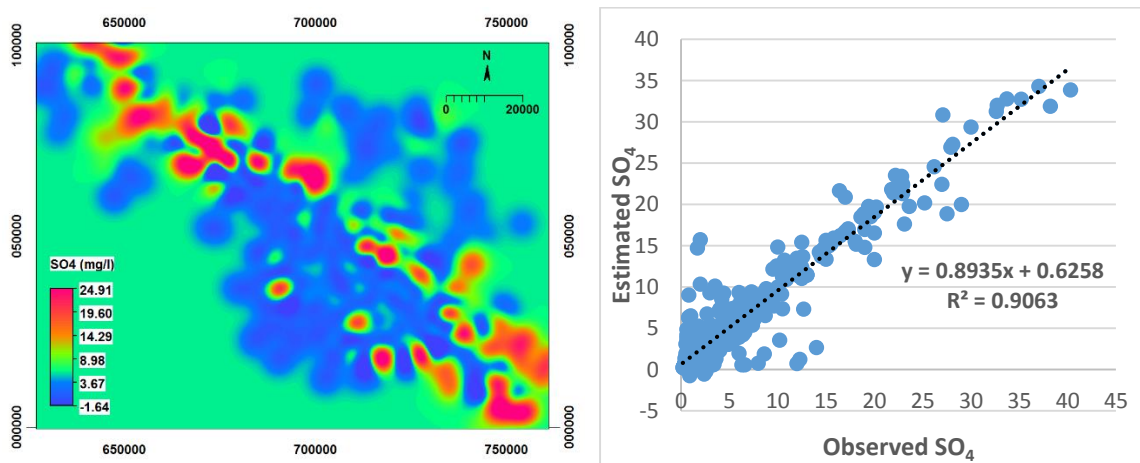 650000 700000 750000
100000
100000
N
0 20000
050000
050000
SO4 (mg/l)
24.91
19.60
14.29
8.98
3.67
-1.64
000000
000000
650000 700000 750000
40
35
30
25
20
15
10
5
0
-5
Estimated SO₄
y = 0.8935x + 0.6258
R² = 0.9063
0 5 10 15 20 25 30 35 40 45
Observed SO₄